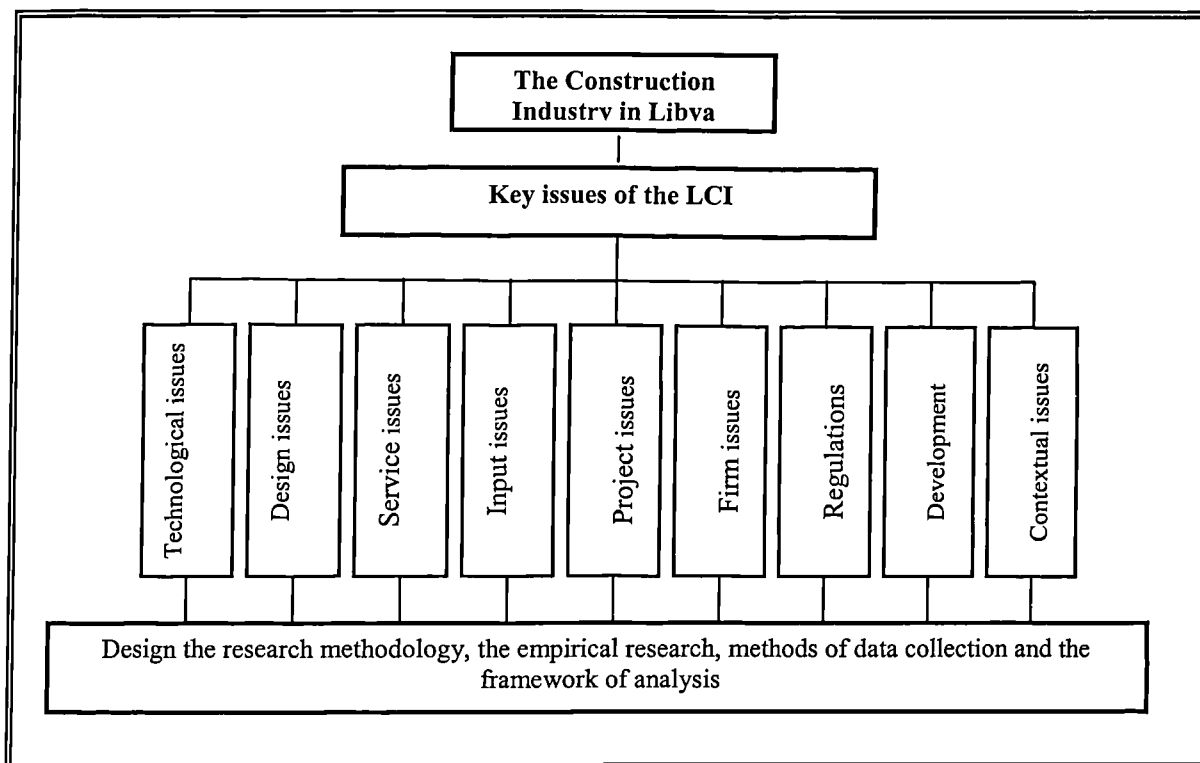 The Construction
Industry in Libya
Key issues of the LCI
Technological issues
Design issues
Service issues
Input issues
Project issues
Firm issues
Regulations
Development
Contextual issues
Design the research methodology, the empirical research, methods of data collection and the
framework of analysis